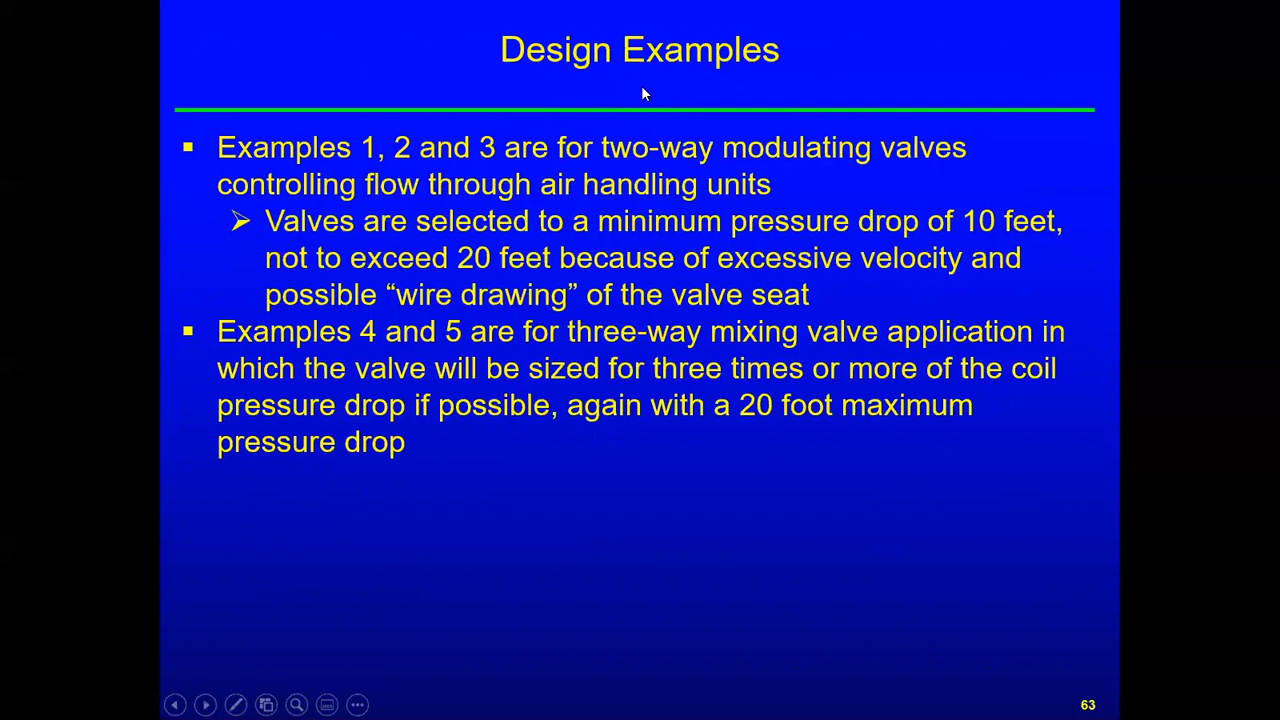 Design Examples
Examples 1, 2 and 3 are for two-way modulating valves
controlling flow through air handling units
Valves are selected to a minimum pressure drop of 10 feet,
not to exceed 20 feet because of excessive velocity and
possible “wire drawing” of the valve seat
Examples 4 and 5 are for three-way mixing valve application in
which the valve will be sized for three times or more of the coil
pressure drop if possible, again with a 20 foot maximum
pressure drop
63